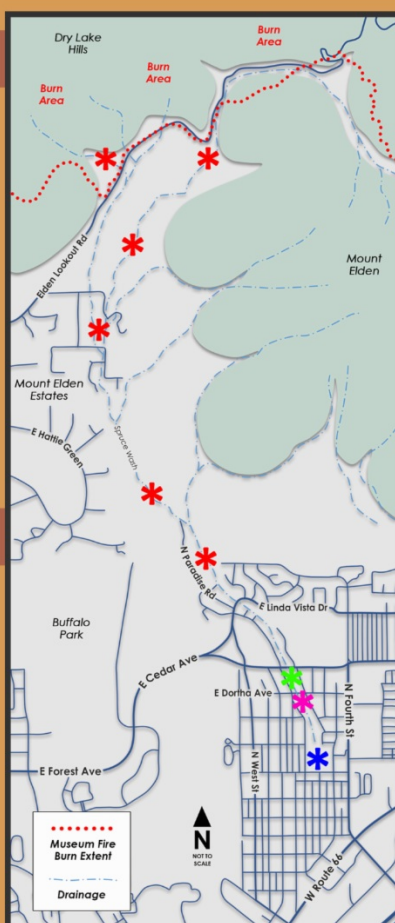 Dry Lake
Hills
Burn
Area
Burn
Area
Burn
Area
Elden Lookout Rd
Mount
Elden
Mount Elden
Estates
E Hattie Green
Spruce Wash
N Paradise Rd
E Linda Vista Dr
Buffalo
Park
E Cedar Ave
E Dortha Ave
N Fourth St
N West St
E Forest Ave
N
NOT TO
SCALE
W Route 66
Museum Fire
Burn Extent
Drainage